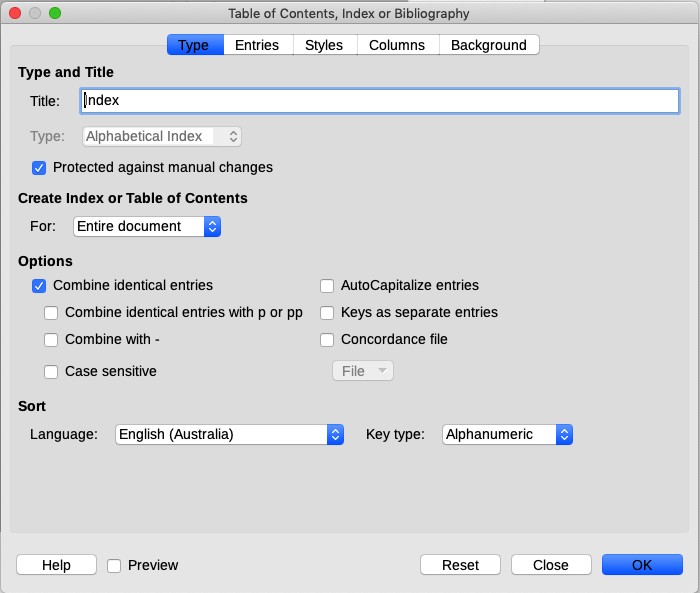 Table of Contents, Index or Bibliography
Type Entries Styles Columns Background
Type and Title
Title: Index
Type: Alphabetical Index
Protected against manual changes
Create Index or Table of Contents
For: Entire document
Options
Combine identical entries AutoCapitalize entries
Combine identical entries with p or pp Keys as separate entries
Combine with - Concordance file
Case sensitive File
Sort
Language: English (Australia) Key type: Alphanumeric
Help Preview Reset Close OK